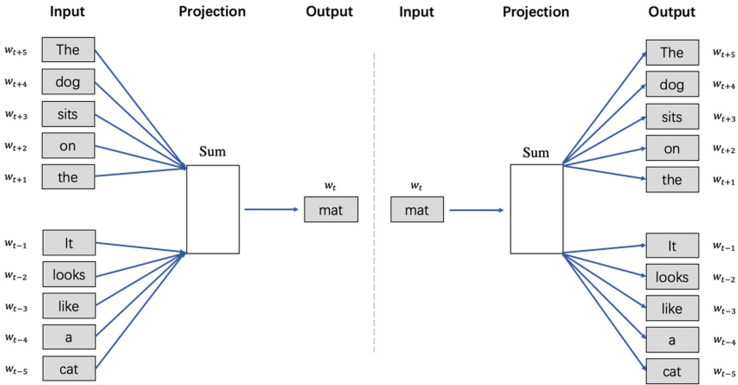 Input Projection Output Input Projection Output
w_{t+5} The The w_{t+5}
w_{t+4} dog dog w_{t+4}
w_{t+3} sits sits w_{t+3}
w_{t+2} on on w_{t+2}
Sum Sum
w_{t+1} the the w_{t+1}
w_t w_t
mat mat
w_{t-1} It It w_{t-1}
w_{t-2} looks looks w_{t-2}
w_{t-3} like like w_{t-3}
w_{t-4} a a w_{t-4}
w_{t-5} cat cat w_{t-5}